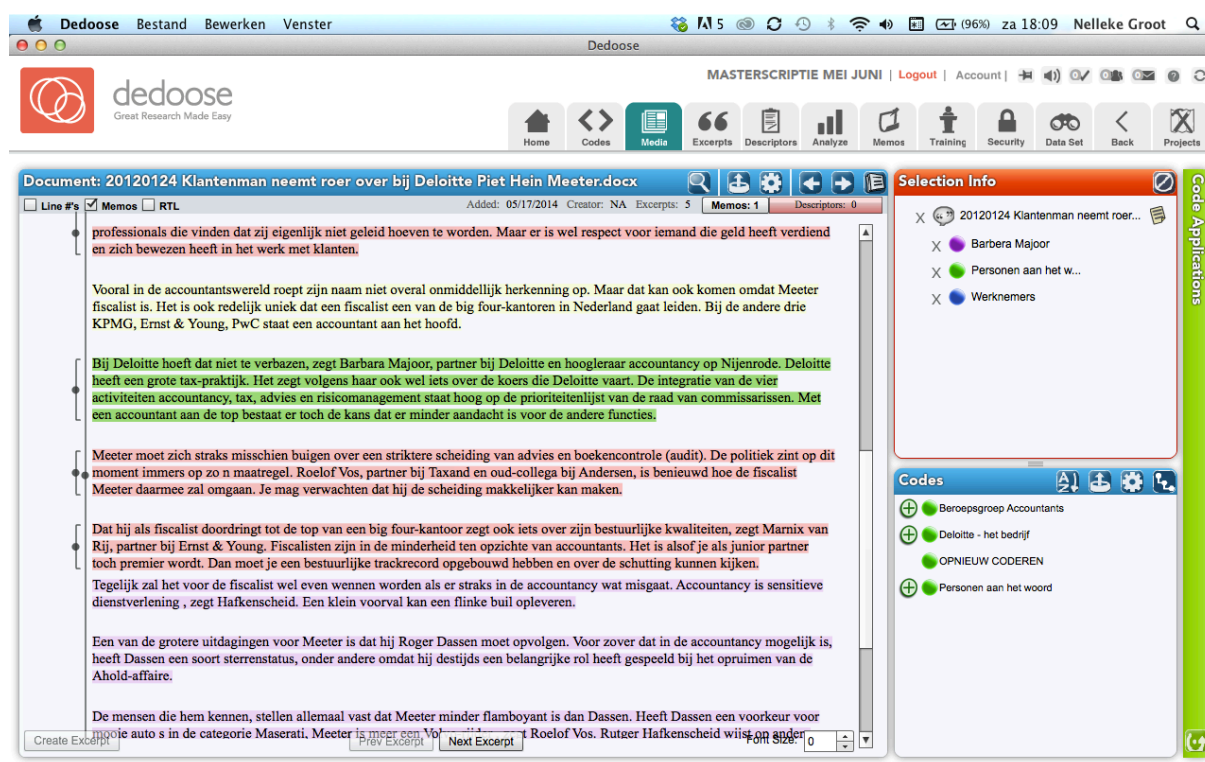 Dedoose Bestand Bewerken Venster 5 (96%) za 18:09 Nelleke Groot
Dedoose
dedoose
Great Research Made Easy
MASTERSCRIPTIE MEI JUNI | Logout | Account |
Home Codes Media Excerpts Descriptors Analyze Memos Training Security Data Set Back Projects
Document: 20120124 Klantenman neemt roer over bij Deloitte Piet Hein Meeter.docx
Line #'s Memos RTL Added: 05/17/2014 Creator: NA Excerpts: 5 Memos: 1 Descriptors: 0
professionals die vinden dat zij eigenlijk niet geleid hoeven te worden. Maar er is wel respect voor iemand die geld heeft verdiend
en zich bewezen heeft in het werk met klanten.
Vooral in de accountantswereld roept zijn naam niet overal onmiddellijk herkenning op. Maar dat kan ook komen omdat Meeter
fiscalist is. Het is ook redelijk uniek dat een fiscalist een van de big four-kantoren in Nederland gaat leiden. Bij de andere drie
KPMG, Ernst & Young, PwC staat een accountant aan het hoofd.
Bij Deloitte hoeft dat niet te verbazen, zegt Barbara Majoor, partner bij Deloitte en hoogleraar accountancy op Nijenrode. Deloitte
heeft een grote tax-praktijk. Het zegt volgens haar ook wel iets over de koers die Deloitte vaart. De integratie van de vier
activiteiten accountancy, tax, advies en risicomanagement staat hoog op de prioriteitenlijst van de raad van commissarissen. Met
een accountant aan de top bestaat er toch de kans dat er minder aandacht is voor de andere functies.
Meeter moet zich straks misschien buigen over een striktere scheiding van advies en boekencontrole (audit). De politiek zint op dit
moment immers op zo n maatregel. Roelof Vos, partner bij Taxand en oud-collega bij Andersen, is benieuwd hoe de fiscalist
Meeter daarmee zal omgaan. Je mag verwachten dat hij de scheiding makkelijker kan maken.
Dat hij als fiscalist doordringt tot de top van een big four-kantoor zegt ook iets over zijn bestuurlijke kwaliteiten, zegt Marnix van
Rij, partner bij Ernst & Young. Fiscalisten zijn in de minderheid ten opzichte van accountants. Het is alsof je als junior partner
toch premier wordt. Dan moet je een bestuurlijke trackrecord opgebouwd hebben en over de schutting kunnen kijken.
Tegelijk zal het voor de fiscalist wel even wennen worden als er straks in de accountancy wat misgaat. Accountancy is sensitieve
dienstverlening , zegt Hafkenscheid. Een klein voorval kan een flinke buil opleveren.
Een van de grotere uitdagingen voor Meeter is dat hij Roger Dassen moet opvolgen. Voor zover dat in de accountancy mogelijk is,
heeft Dassen een soort sterrenstatus, onder andere omdat hij destijds een belangrijke rol heeft gespeeld bij het opruimen van de
Ahold-affaire.
De mensen die hem kennen, stellen allemaal vast dat Meeter minder flamboyant is dan Dassen. Heeft Dassen een voorkeur voor
mooie auto s in de categorie Maserati, Meeter is meer een Roelof Vos. Rutger Hafkenscheid wijst op
Create Excerpt Prev Excerpt Next Excerpt Font Size: 0
Selection Info
20120124 Klantenman neemt roer...
Barbera Majoor
Personen aan het w...
Werknemers
Codes
Beroepsgroep Accountants
Deloitte - het bedrijf
OPNIEUW CODEREN
Personen aan het woord
Code Applications